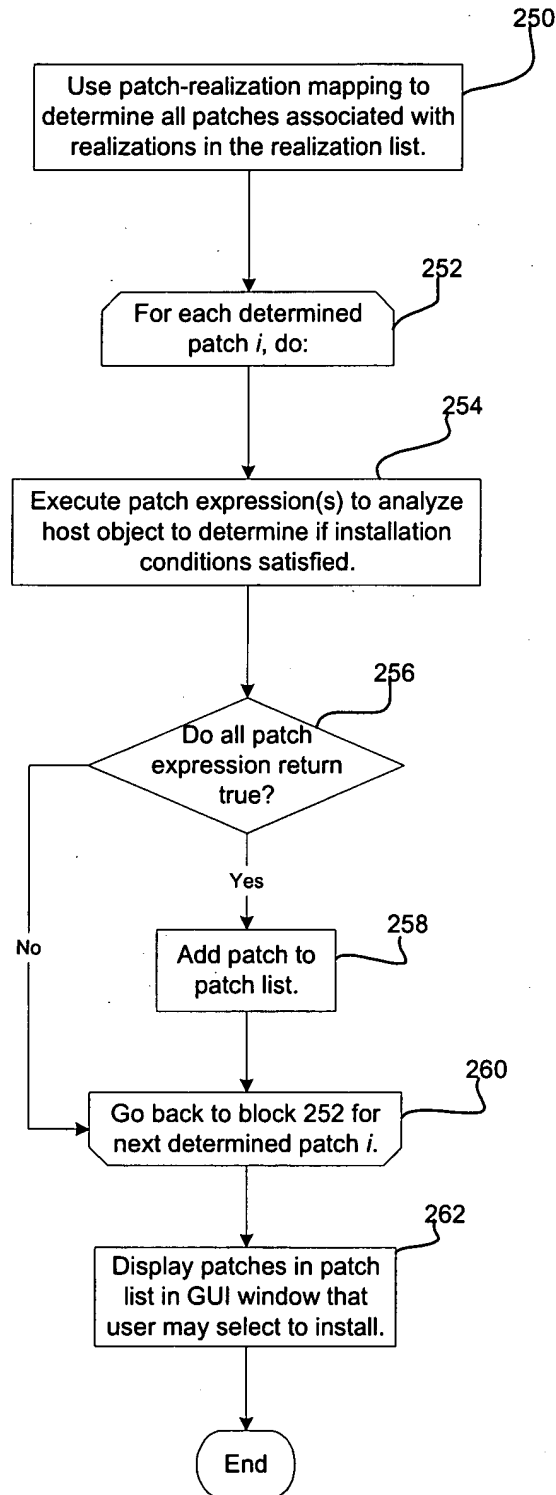 250
Use patch-realization mapping to
determine all patches associated with
realizations in the realization list.
252
For each determined
patch i, do:
254
Execute patch expression(s) to analyze
host object to determine if installation
conditions satisfied.
256
Do all patch
expression return
true?
Yes
No
258
Add patch to
patch list.
260
Go back to block 252 for
next determined patch i.
262
Display patches in patch
list in GUI window that
user may select to install.
End